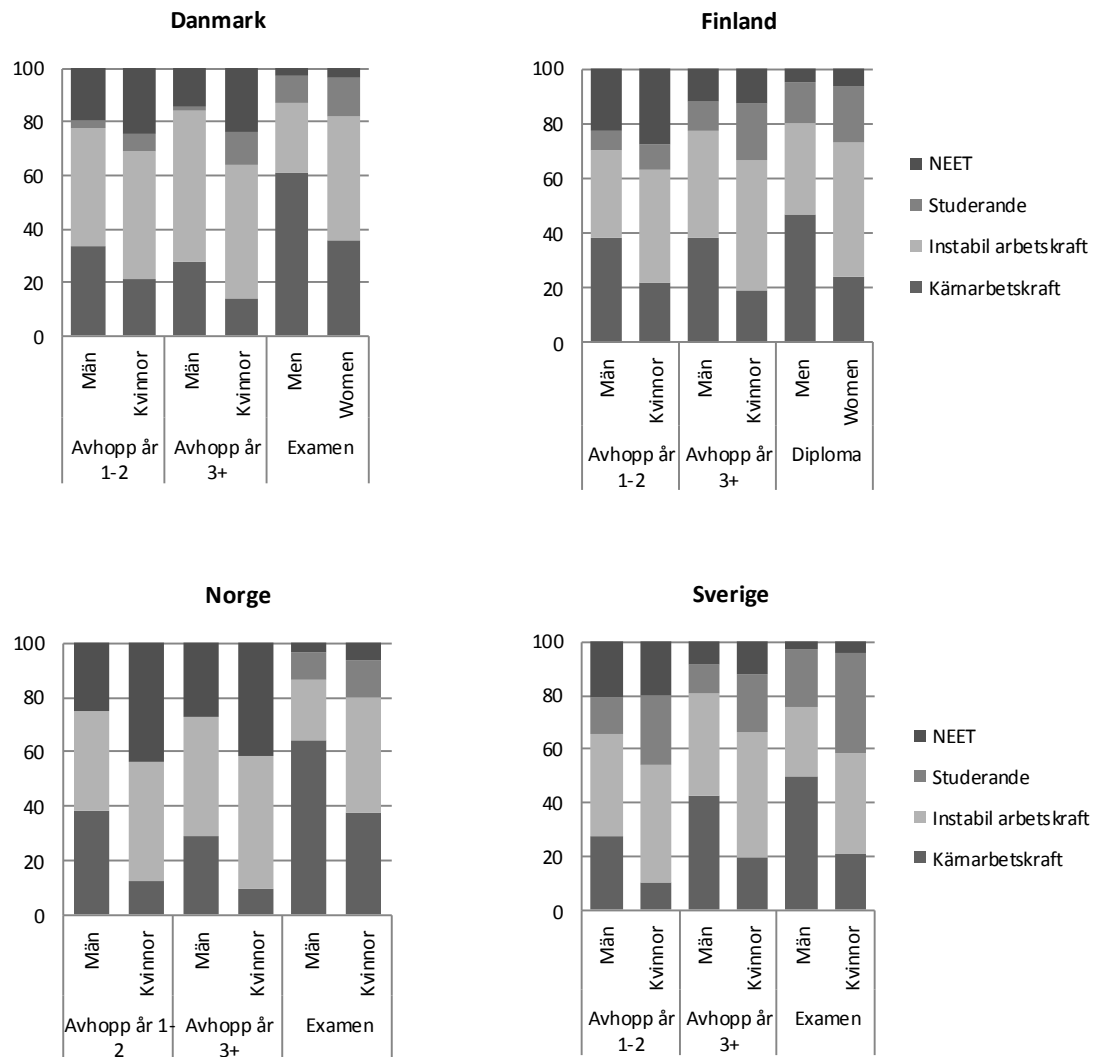 Danmark
100
80
60
40
20
0
Män
Kvinnor
Män
Kvinnor
Men
Women
Avhopp år
1-2
Avhopp år
3+
Examen
Finland
100
80
60
40
20
0
Män
Kvinnor
Män
Kvinnor
Men
Women
Avhopp år
1-2
Avhopp år
3+
Diploma
NEET
Studerande
Instabil arbetskraft
Kärnarbetskraft
Norge
100
80
60
40
20
0
Män
Kvinnor
Män
Kvinnor
Män
Kvinnor
Avhopp år 1-
2
Avhopp år
3+
Examen
Sverige
100
80
60
40
20
0
Män
Kvinnor
Män
Kvinnor
Män
Kvinnor
Avhopp år
1-2
Avhopp år
3+
Examen
NEET
Studerande
Instabil arbetskraft
Kärnarbetskraft